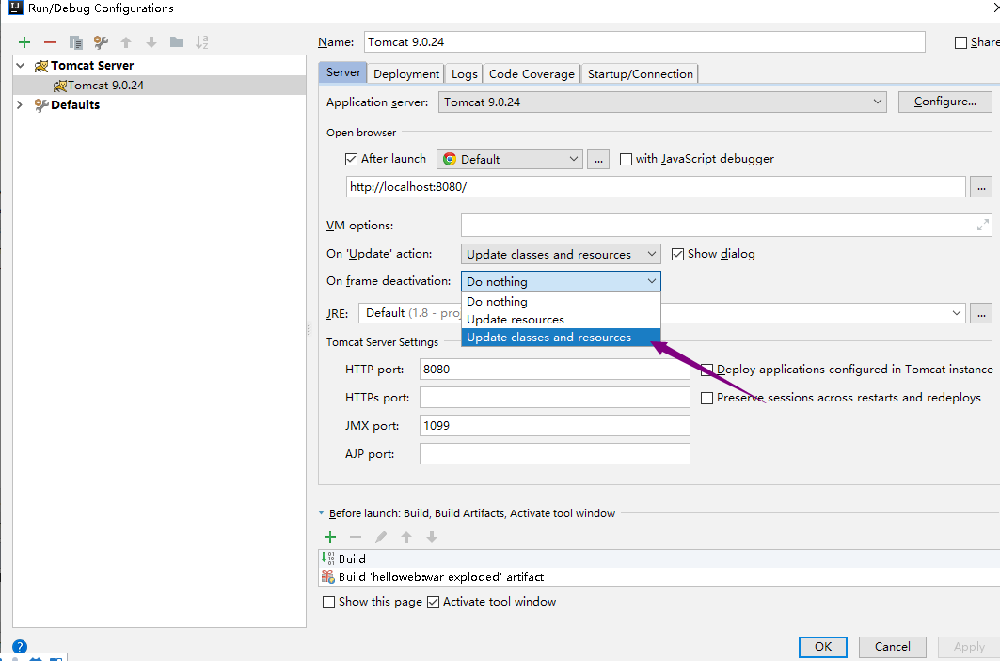 Run/Debug Configurations
Name: Tomcat 9.0.24
Share
Tomcat Server
Tomcat 9.0.24
Defaults
Server Deployment Logs Code Coverage Startup/Connection
Application server: Tomcat 9.0.24 Configure...
Open browser
After launch Default ... with JavaScript debugger
http://localhost:8080/ ...
VM options:
On 'Update' action: Update classes and resources Show dialog
On frame deactivation: Do nothing
Do nothing
Update resources
Update classes and resources
JRE: Default (1.8 - proj ...
Tomcat Server Settings
HTTP port: 8080 Deploy applications configured in Tomcat instance
HTTPs port: Preserve sessions across restarts and redeploys
JMX port: 1099
AJP port:
Before launch: Build, Build Artifacts, Activate tool window
Build
Build 'helloweb:war exploded' artifact
Show this page Activate tool window
? OK Cancel Apply